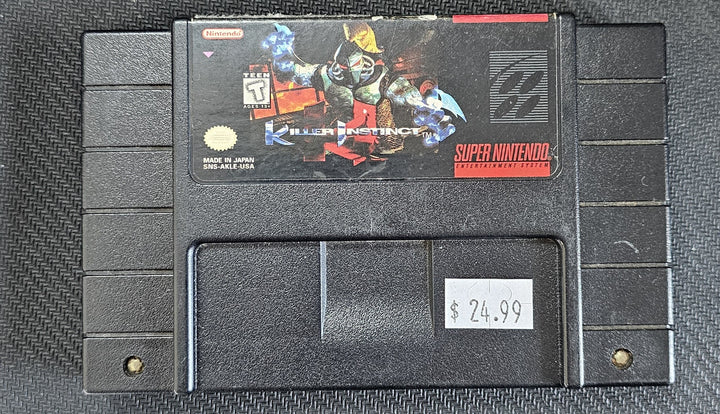 Nintendo
TEEN
T
AGES 13+
KILLER INSTINCT
MADE IN JAPAN
SNS-AKLE-USA
SUPER NINTENDO
ENTERTAINMENT SYSTEM
$ 24.99